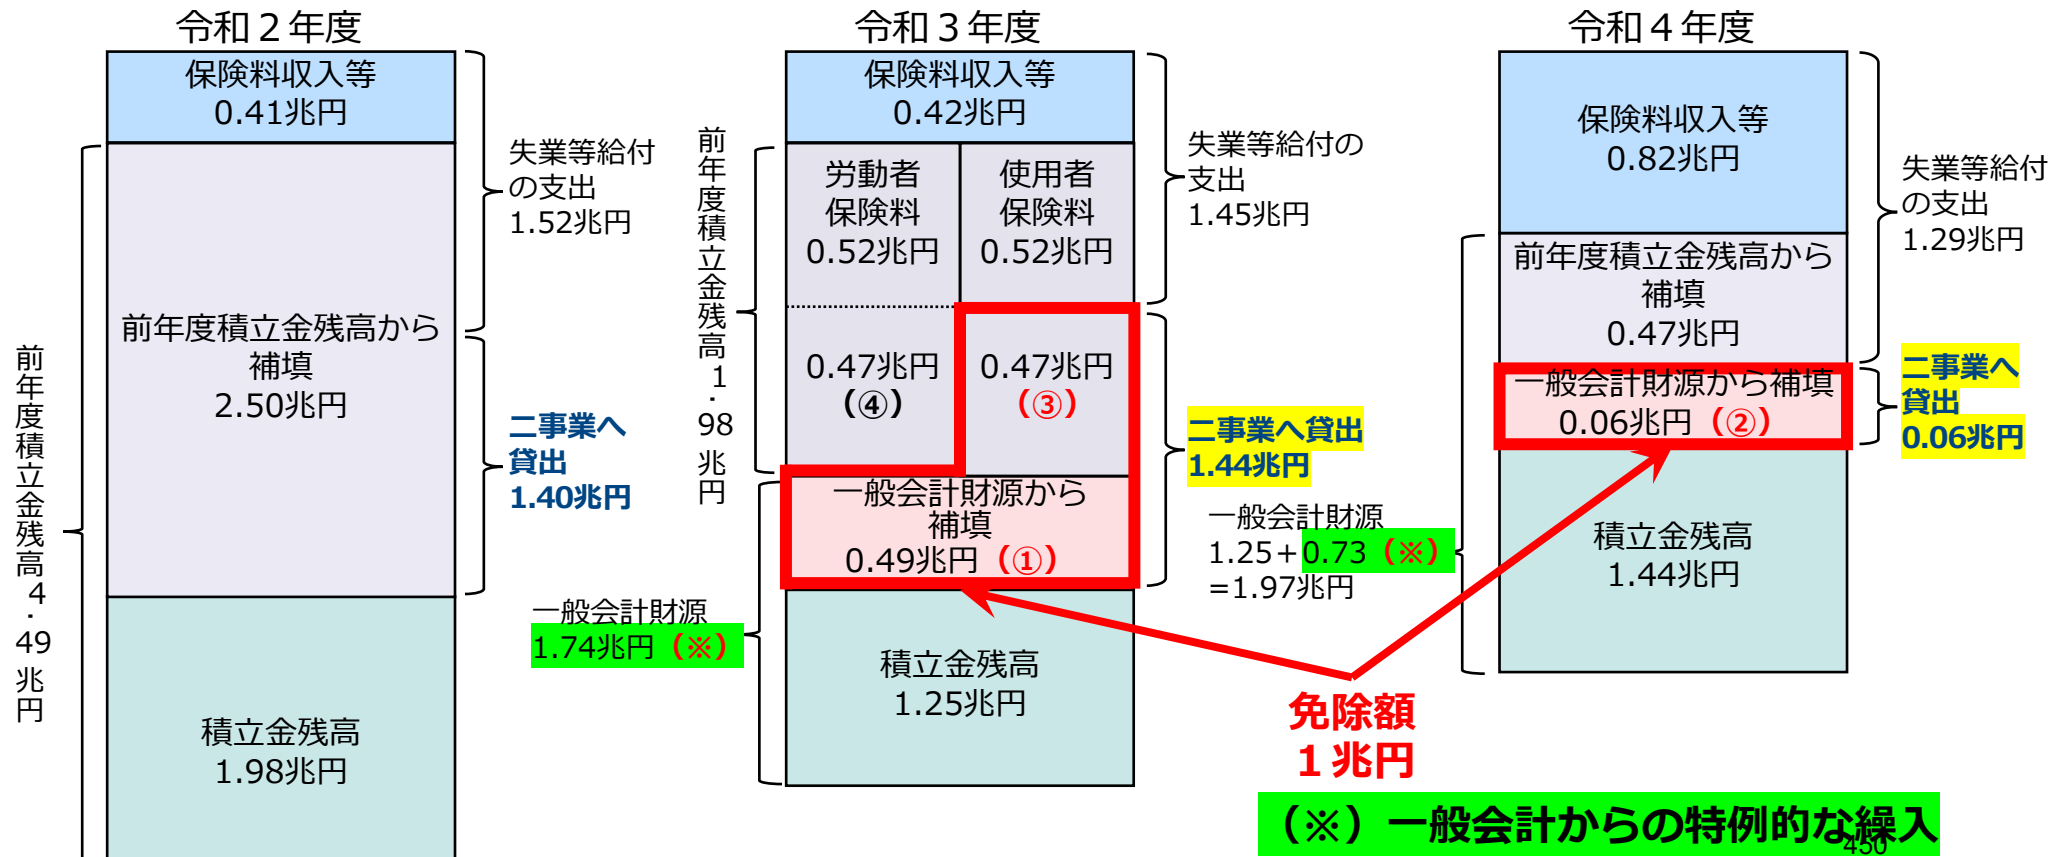 令和２年度
保険料収入等
0.41兆円
前年度積立金残高から
補填
2.50兆円
積立金残高
1.98兆円
前年度積立金残高４．49兆円
失業等給付
の支出
1.52兆円
二事業へ
貸出
1.40兆円
令和３年度
保険料収入等
0.42兆円
前年度積立金残高１．98兆円
労働者
保険料
0.52兆円
使用者
保険料
0.52兆円
0.47兆円
（④）
0.47兆円
（③）
一般会計財源から
補填
0.49兆円（①）
積立金残高
1.25兆円
一般会計財源
1.74兆円（※）
失業等給付の
支出
1.45兆円
二事業へ貸出
1.44兆円
令和４年度
保険料収入等
0.82兆円
前年度積立金残高から
補填
0.47兆円
一般会計財源から補填
0.06兆円（②）
積立金残高
1.44兆円
一般会計財源
1.25＋0.73（※）
=1.97兆円
失業等給付
の支出
1.29兆円
二事業へ
貸出
0.06兆円
免除額
１兆円
（※）一般会計からの特例的な繰入
450